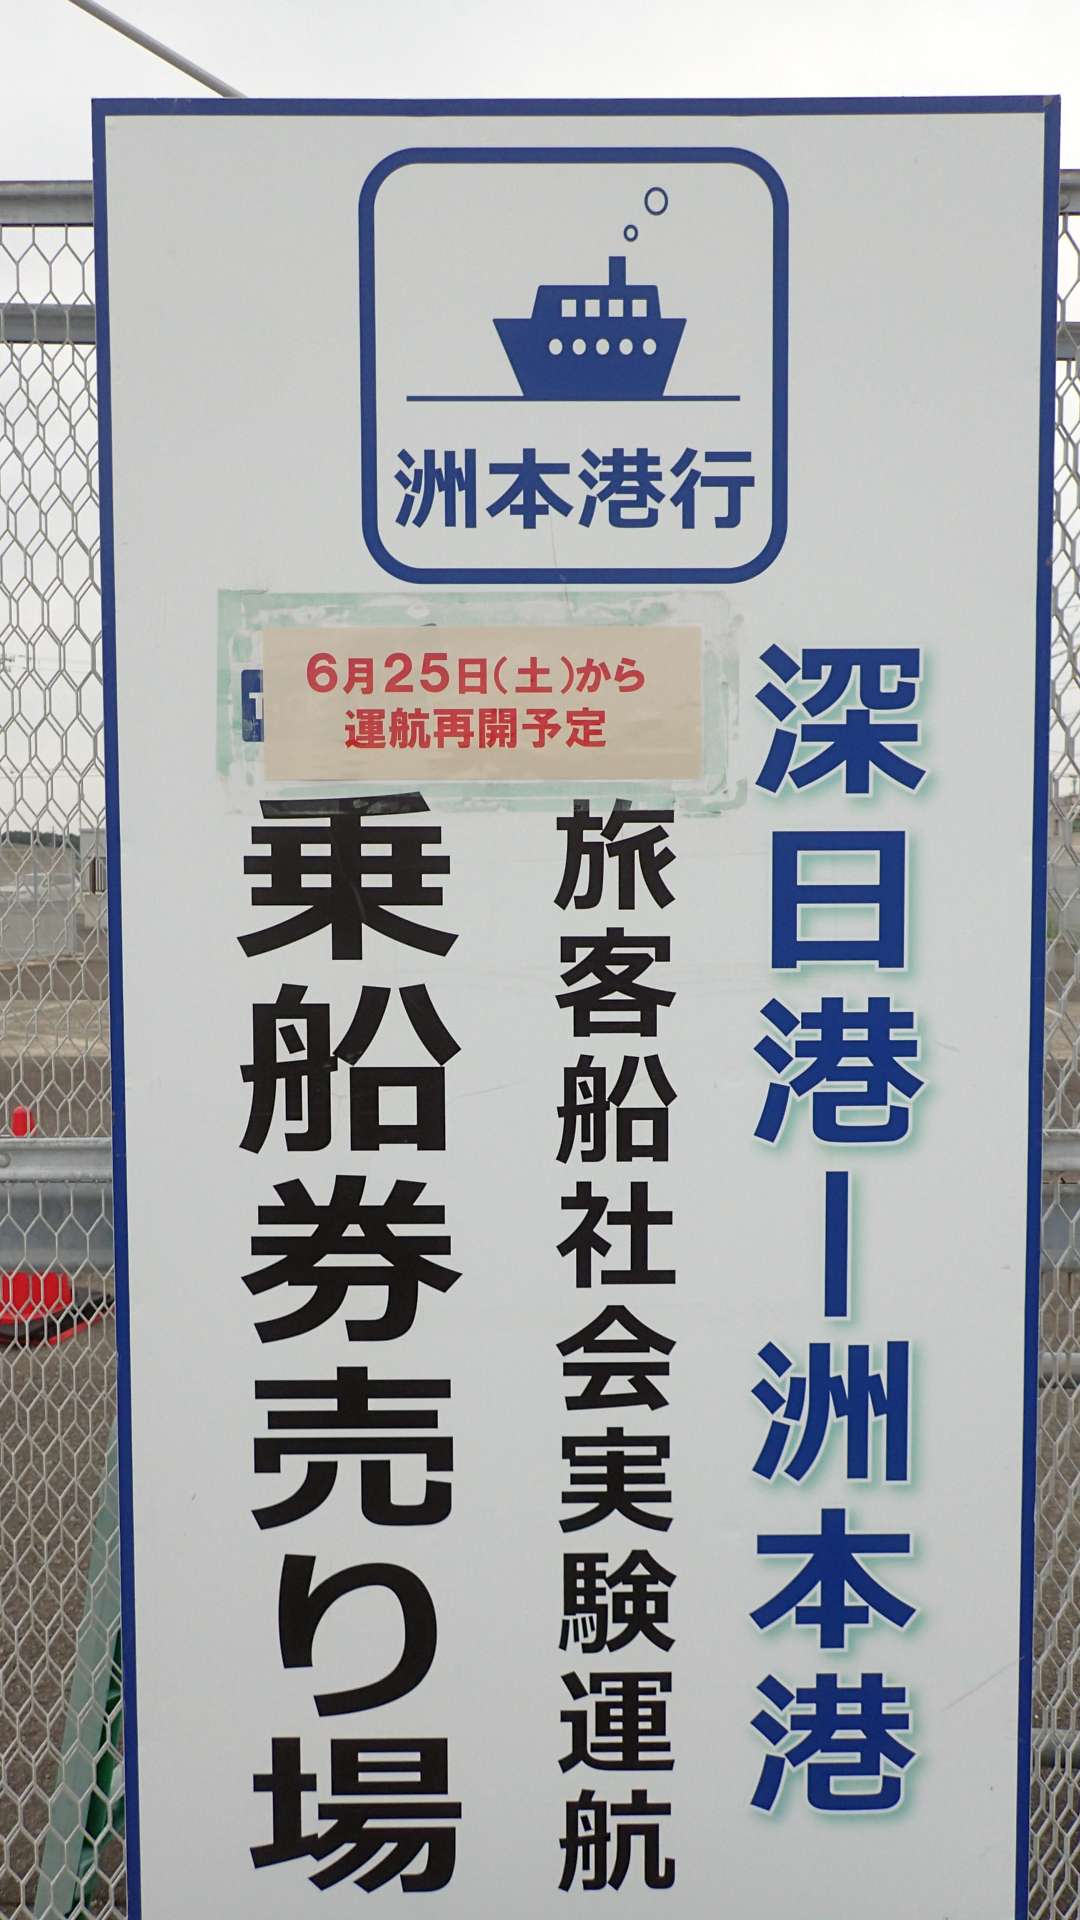 洲本港行
6月25日(土)から
運航再開予定
深日港ー洲本港
旅客船社会実験運航
乗船券売り場